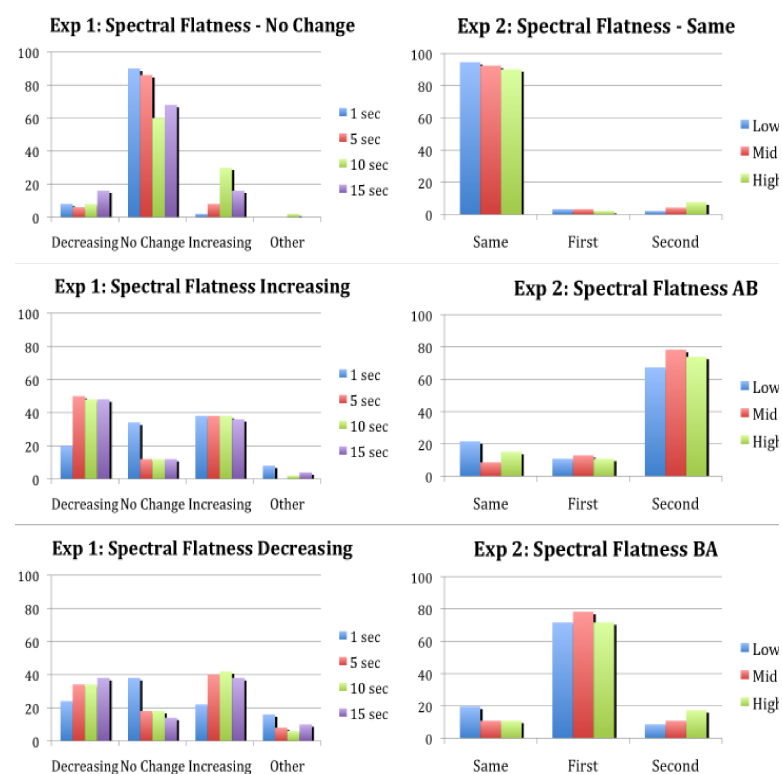 Exp 1: Spectral Flatness - No Change
100
80
60
40
20
0
Decreasing No Change Increasing Other
1 sec
5 sec
10 sec
15 sec
Exp 2: Spectral Flatness - Same
100
80
60
40
20
0
Same First Second
Low
Mid
High
Exp 1: Spectral Flatness Increasing
100
80
60
40
20
0
Decreasing No Change Increasing Other
1 sec
5 sec
10 sec
15 sec
Exp 2: Spectral Flatness AB
100
80
60
40
20
0
Same First Second
Low
Mid
High
Exp 1: Spectral Flatness Decreasing
100
80
60
40
20
0
Decreasing No Change Increasing Other
1 sec
5 sec
10 sec
15 sec
Exp 2: Spectral Flatness BA
100
80
60
40
20
0
Same First Second
Low
Mid
High